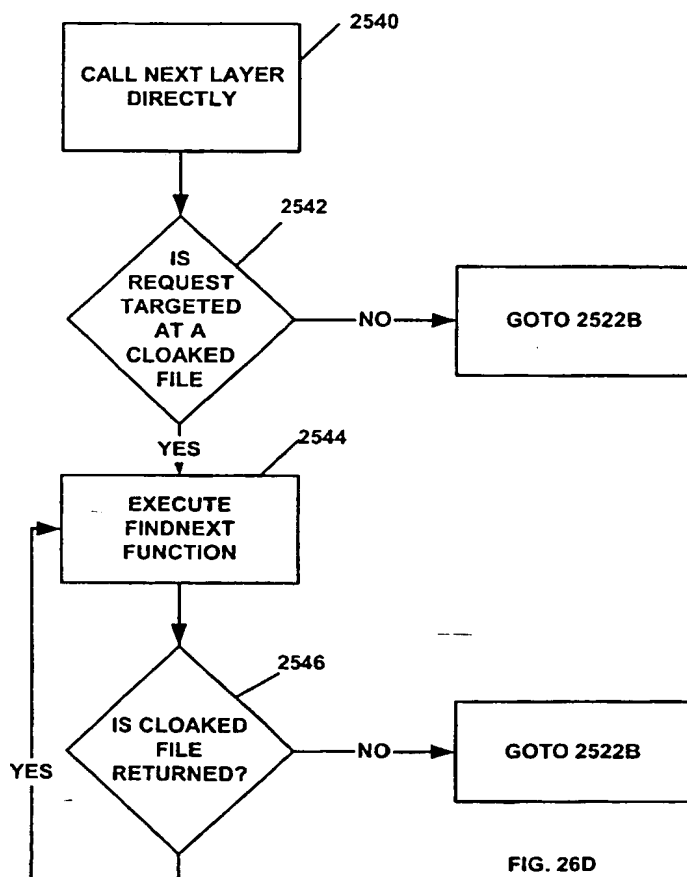 2540
CALL NEXT LAYER
DIRECTLY
2542
IS
REQUEST
TARGETED
AT A
CLOAKED
FILE
NO
GOTO 2522B
YES
2544
EXECUTE
FINDNEXT
FUNCTION
2546
IS CLOAKED
FILE
RETURNED?
NO
GOTO 2522B
YES
FIG. 26D